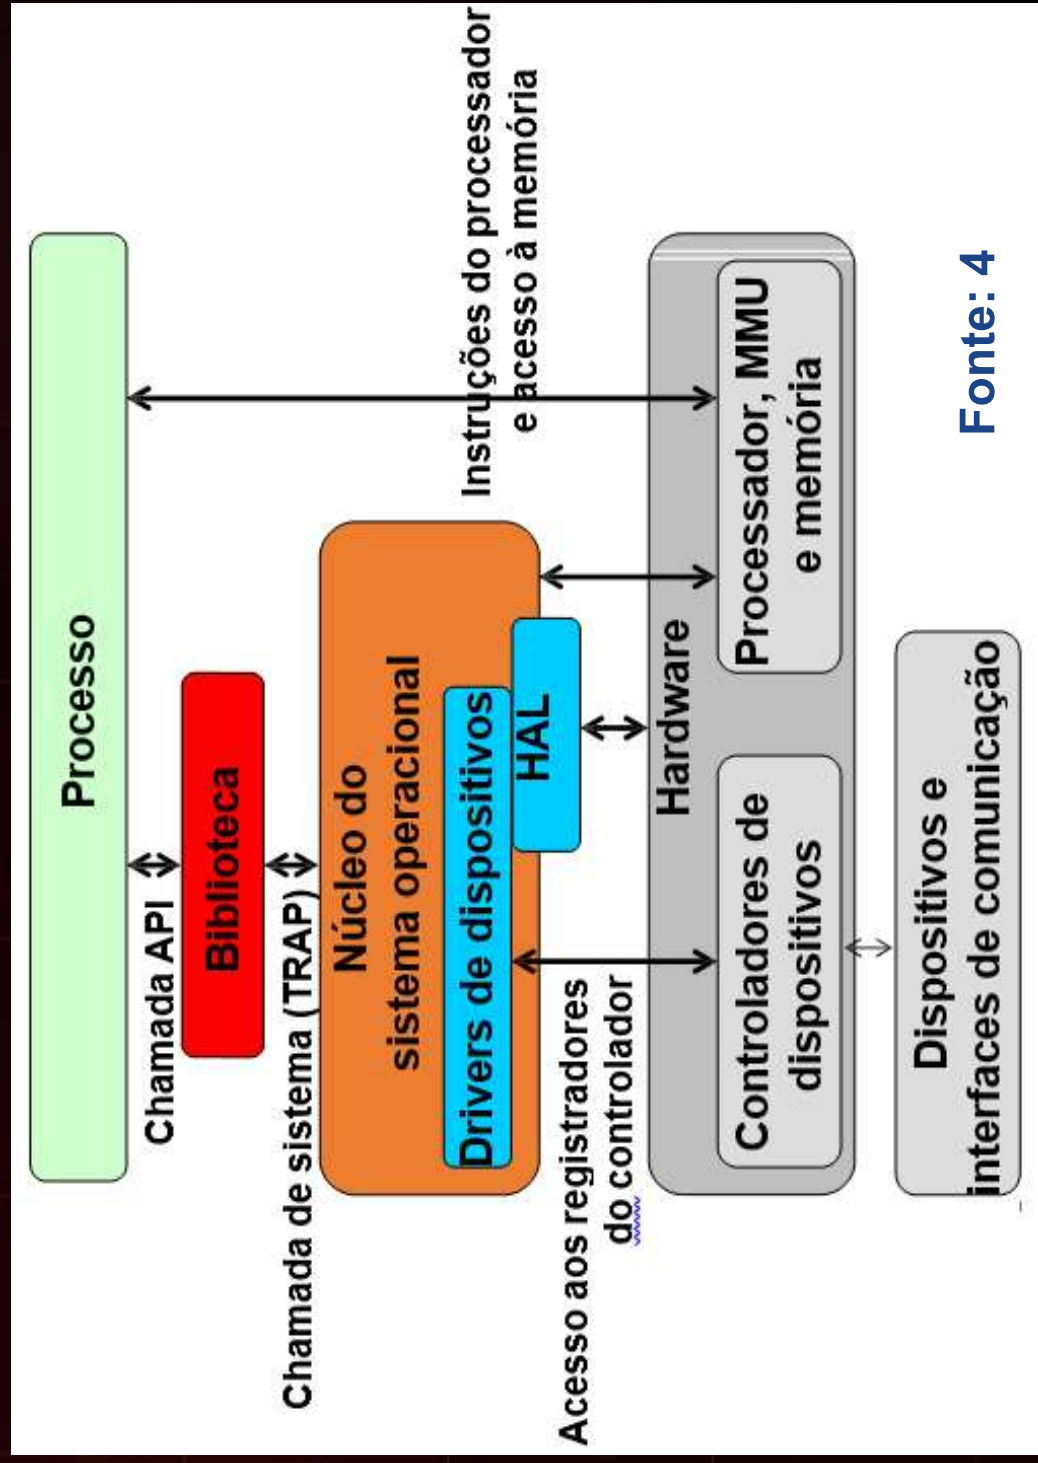 Processo
Chamada API
Biblioteca
Chamada de sistema (TRAP)
Núcleo do
sistema operacional
Drivers de dispositivos
HAL
Instruções do processador
e acesso à memória
Acesso aos registradores
do controlador
Hardware
Controladores de
dispositivos
Processador, MMU
e memória
Dispositivos e
interfaces de comunicação
Fonte: 4